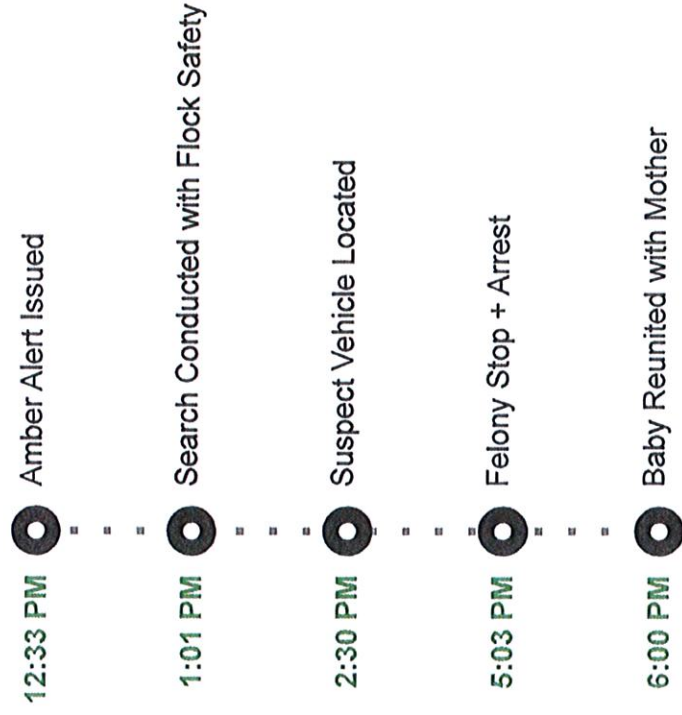 12:33 PM Amber Alert Issued
1:01 PM Search Conducted with Flock Safety
2:30 PM Suspect Vehicle Located
5:03 PM Felony Stop + Arrest
6:00 PM Baby Reunited with Mother